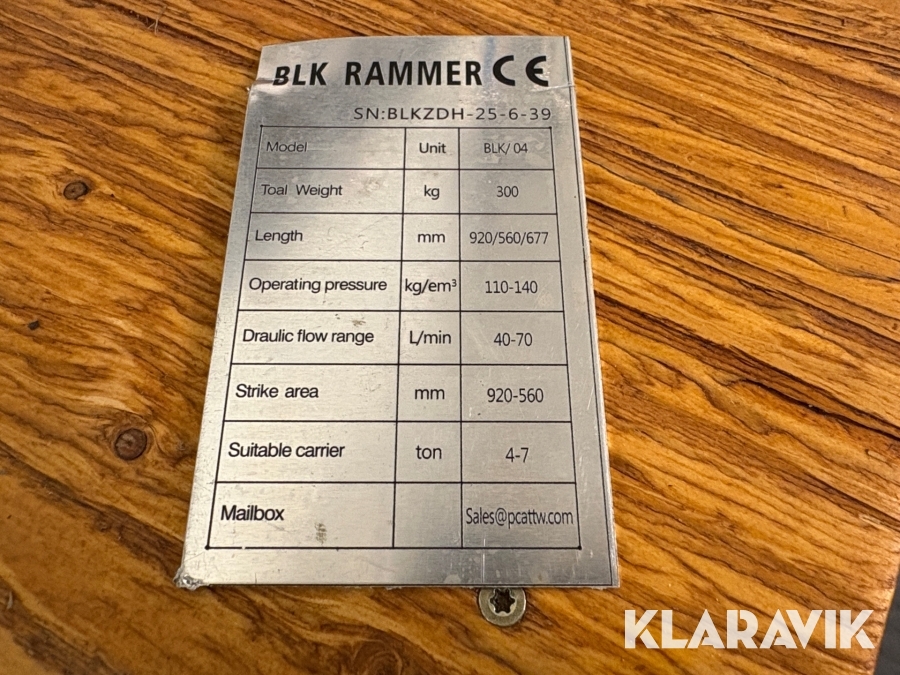 BLK RAMMER CE
SN:BLKZDH-25-6-39
Model Unit BLK/04
Toal Weight kg 300
Length mm 920/560/677
Operating pressure kg/em³ 110-140
Draulic flow range L/min 40-70
Strike area mm 920-560
Suitable carrier ton 4-7
Mailbox Sales@pcattw.com
KLARAVIK